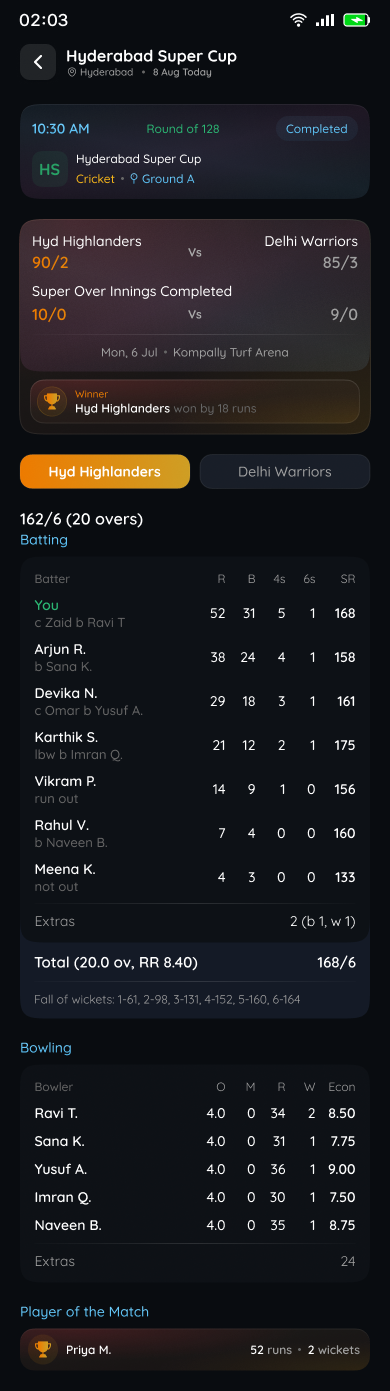 02:03
Hyderabad Super Cup
Hyderabad • 8 Aug Today
10:30 AM Round of 128 Completed
HS
Hyderabad Super Cup
Cricket • Ground A
Hyd Highlanders Vs Delhi Warriors
90/2 85/3
Super Over Innings Completed
10/0 Vs 9/0
Mon, 6 Jul • Kompally Turf Arena
Winner
Hyd Highlanders won by 18 runs
Hyd Highlanders Delhi Warriors
162/6 (20 overs)
Batting
Batter R B 4s 6s SR
You 52 31 5 1 168
c Zaid b Ravi T
Arjun R. 38 24 4 1 158
b Sana K.
Devika N. 29 18 3 1 161
c Omar b Yusuf A.
Karthik S. 21 12 2 1 175
lbw b Imran Q.
Vikram P. 14 9 1 0 156
run out
Rahul V. 7 4 0 0 160
b Naveen B.
Meena K. 4 3 0 0 133
not out
Extras 2 (b 1, w 1)
Total (20.0 ov, RR 8.40) 168/6
Fall of wickets: 1-61, 2-98, 3-131, 4-152, 5-160, 6-164
Bowling
Bowler O M R W Econ
Ravi T. 4.0 0 34 2 8.50
Sana K. 4.0 0 31 1 7.75
Yusuf A. 4.0 0 36 1 9.00
Imran Q. 4.0 0 30 1 7.50
Naveen B. 4.0 0 35 1 8.75
Extras 24
Player of the Match
Priya M. 52 runs • 2 wickets